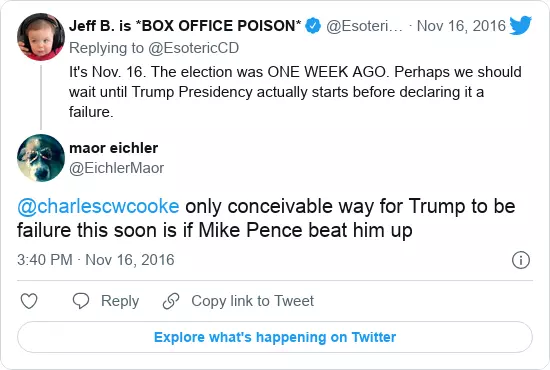 Jeff B. is *BOX OFFICE POISON* @Esoteri... · Nov 16, 2016
Replying to @EsotericCD
It's Nov. 16. The election was ONE WEEK AGO. Perhaps we should
wait until Trump Presidency actually starts before declaring it a
failure.
maor eichler
@EichlerMaor
@charlescwcooke only conceivable way for Trump to be
failure this soon is if Mike Pence beat him up
3:40 PM · Nov 16, 2016
Reply Copy link to Tweet
Explore what's happening on Twitter